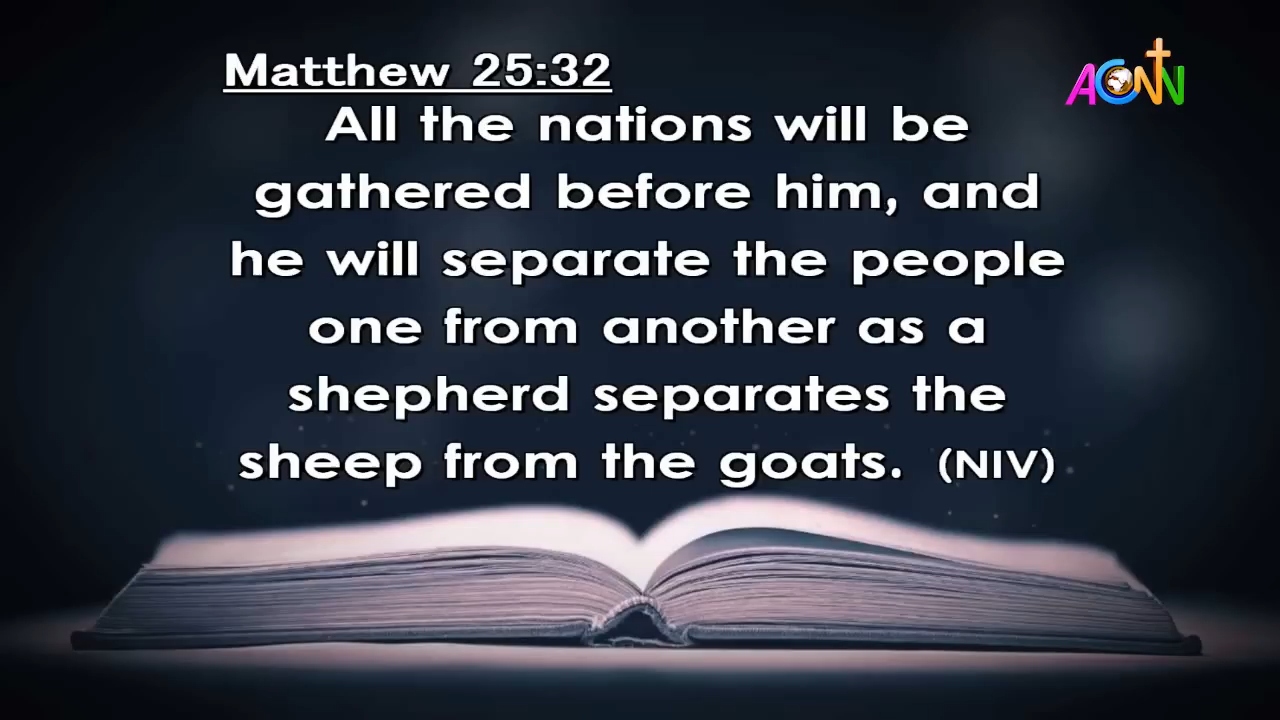 Matthew 25:32
ACNN
All the nations will be
gathered before him, and
he will separate the people
one from another as a
shepherd separates the
sheep from the goats. (NIV)